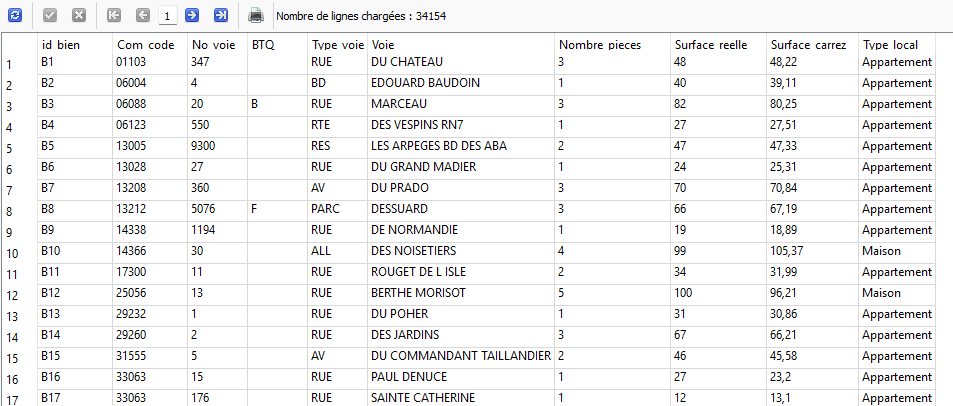 1 Nombre de lignes chargées : 34154
id bien Com code No voie BTQ Type voie Voie Nombre pieces Surface reelle Surface carrez Type local
1 B1 01103 347 RUE DU CHATEAU 3 48 48,22 Appartement
2 B2 06004 4 BD EDOUARD BAUDOIN 1 40 39,11 Appartement
3 B3 06088 20 B RUE MARCEAU 3 82 80,25 Appartement
4 B4 06123 550 RTE DES VESPINS RN7 1 27 27,51 Appartement
5 B5 13005 9300 RES LES ARPEGES BD DES ABA 2 47 47,33 Appartement
6 B6 13028 27 RUE DU GRAND MADIER 1 24 25,31 Appartement
7 B7 13208 360 AV DU PRADO 3 70 70,84 Appartement
8 B8 13212 5076 F PARC DESSUARD 3 66 67,19 Appartement
9 B9 14338 1194 RUE DE NORMANDIE 1 19 18,89 Appartement
10 B10 14366 30 ALL DES NOISETIERS 4 99 105,37 Maison
11 B11 17300 11 RUE ROUGET DE L ISLE 2 34 31,99 Appartement
12 B12 25056 13 RUE BERTHE MORISOT 5 100 96,21 Maison
13 B13 29232 1 RUE DU POHER 1 31 30,86 Appartement
14 B14 29260 2 RUE DES JARDINS 3 67 66,21 Appartement
15 B15 31555 5 AV DU COMMANDANT TAILLANDIER 2 46 45,58 Appartement
16 B16 33063 15 RUE PAUL DENUCE 1 27 23,2 Appartement
17 B17 33063 176 RUE SAINTE CATHERINE 1 12 13,1 Appartement